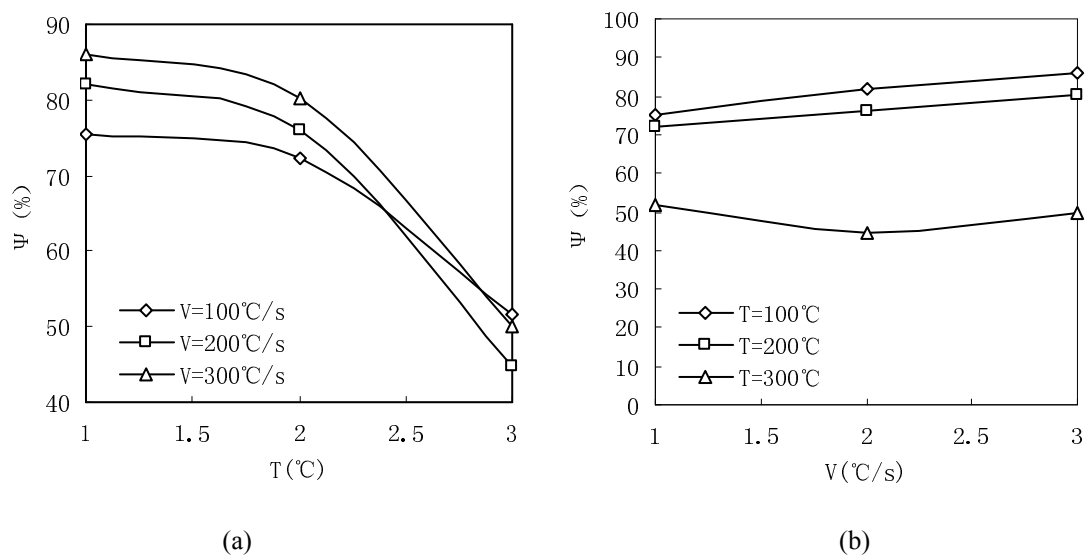 90
80
70
60
50
40
Ψ (%)
1 1.5 2 2.5 3
T(℃)
V=100℃/s
V=200℃/s
V=300℃/s
(a)
100
90
80
70
60
50
40
30
20
10
0
Ψ (%)
1 1.5 2 2.5 3
V(℃/s)
T=100℃
T=200℃
T=300℃
(b)